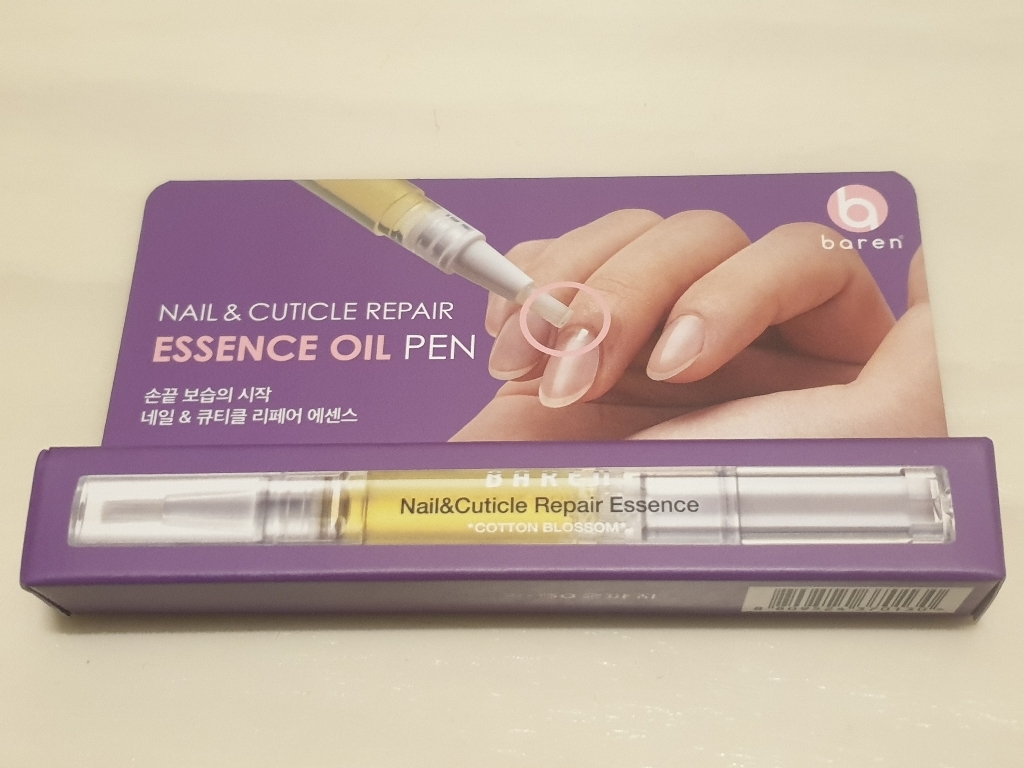 baren
NAIL & CUTICLE REPAIR
ESSENCE OIL PEN
손끝 보습의 시작
네일 & 큐티클 리페어 에센스
BAREN
Nail&Cuticle Repair Essence
*COTTON BLOSSOM*